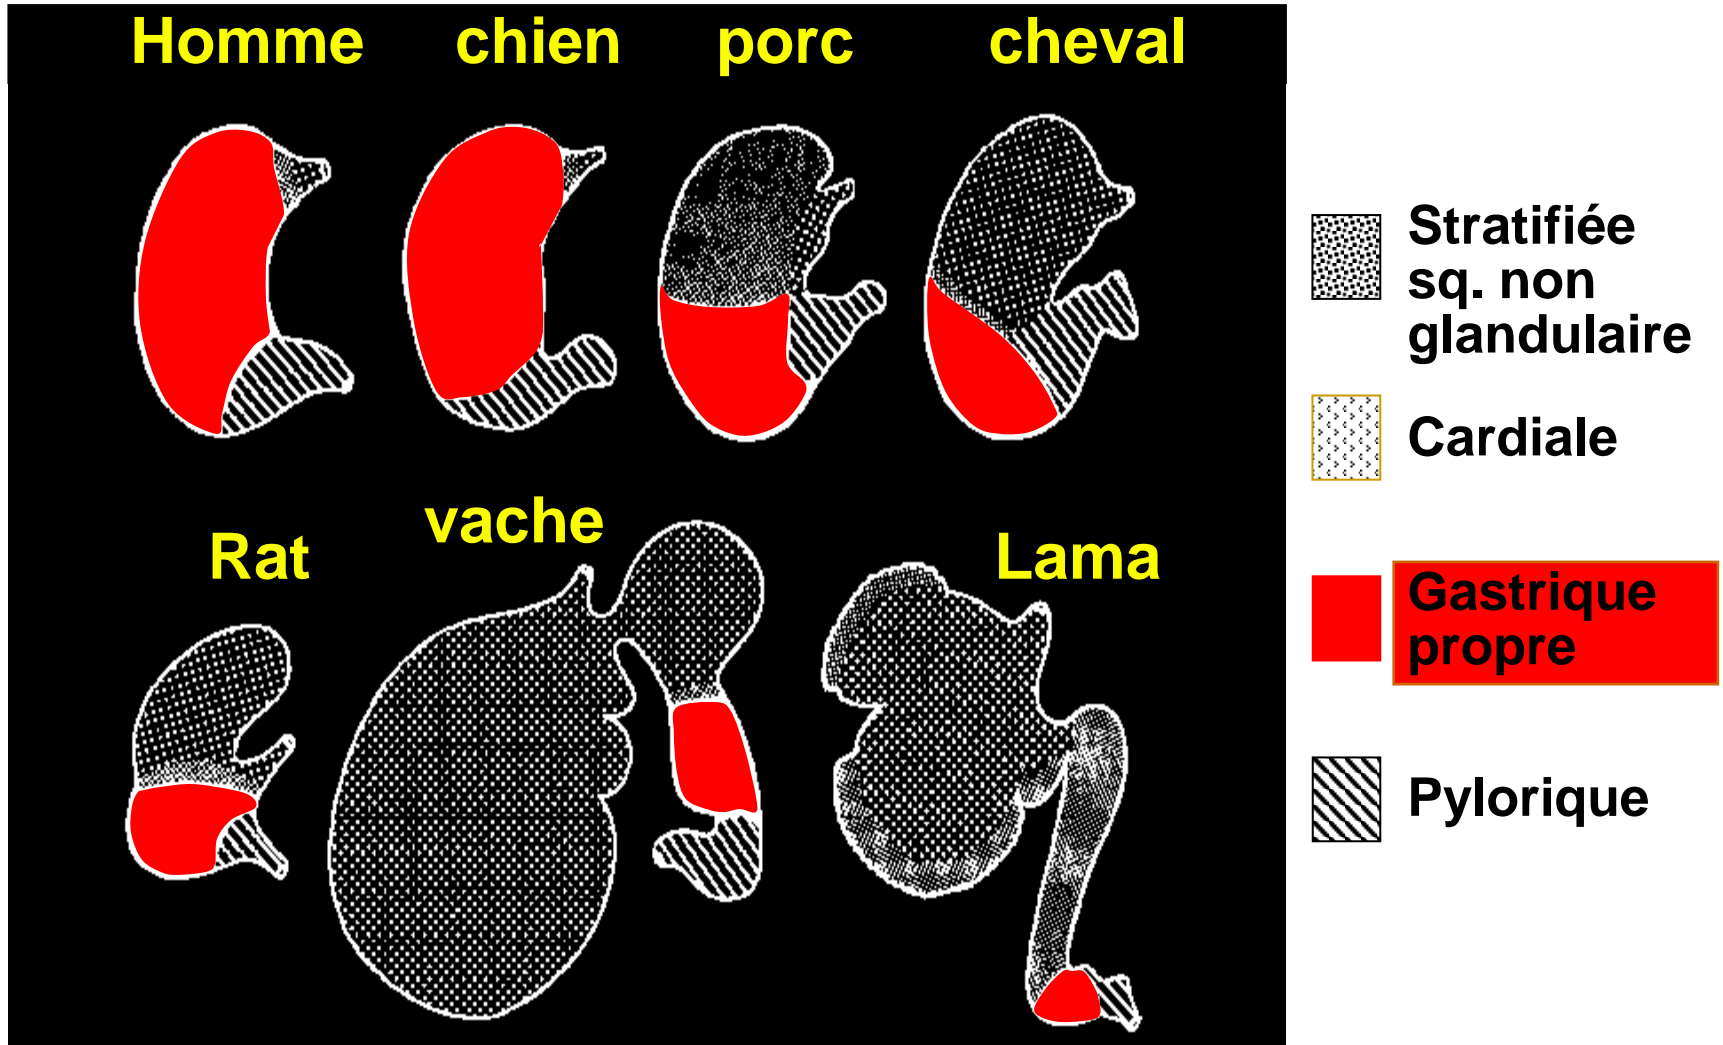 Homme chien porc cheval
Stratifiée
sq. non
glandulaire
Cardiale
Rat vache Lama
Gastrique
propre
Pylorique